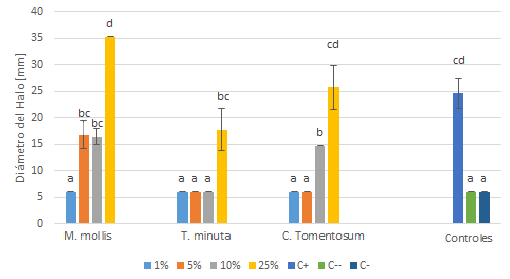 Diámetro del Halo [mm]
40
35
30
25
20
15
10
5
0
a bc bc d
a a a bc
a a b cd
cd a a
M. mollis T. minuta C. Tomentosum Controles
1% 5% 10% 25% C+ C-- C-